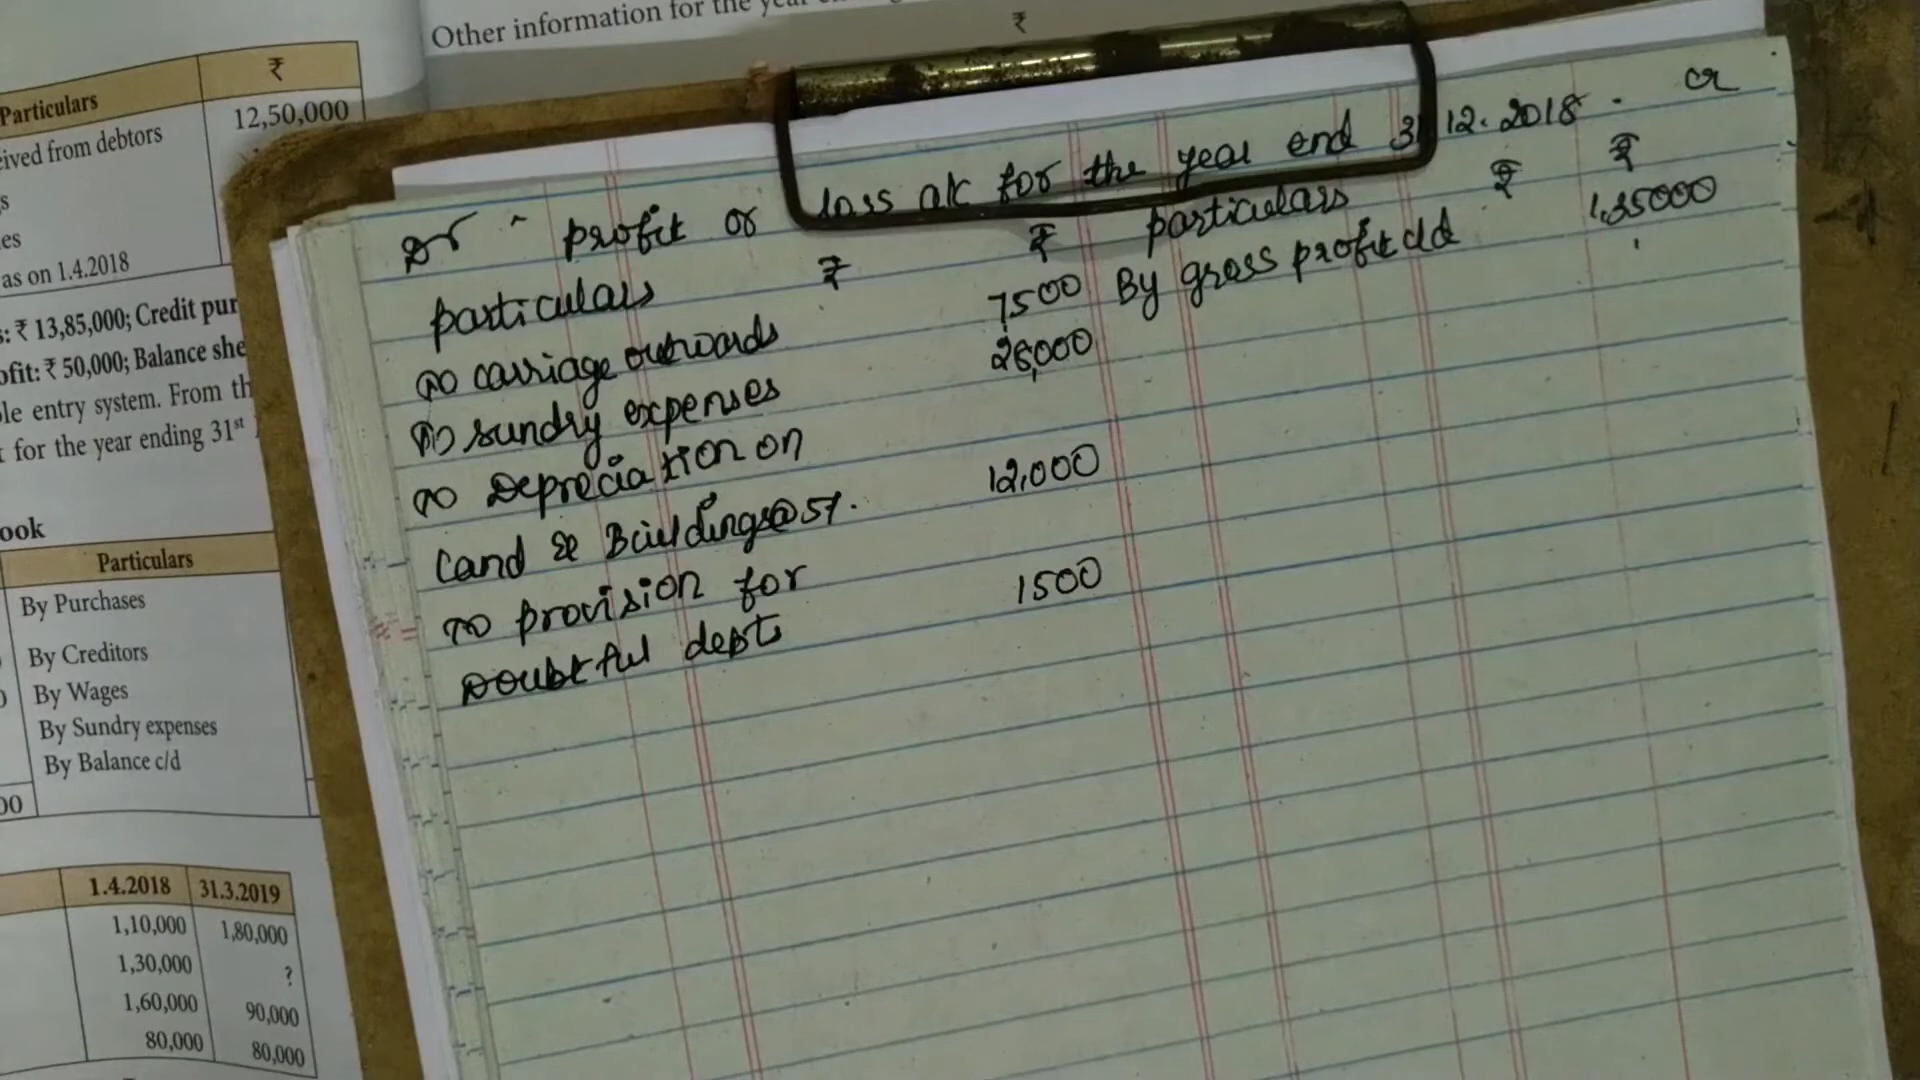 Other information for the year
₹
Particulars ₹
eived from debtors 12,50,000
s
es
as on 1.4.2018
s: ₹ 13,85,000; Credit pur
ofit: ₹ 50,000; Balance she
le entry system. From th
t for the year ending 31st
ook
Particulars
By Purchases
By Creditors
By Wages
By Sundry expenses
By Balance c/d
00
1.4.2018 31.3.2019
1,10,000 1,80,000
1,30,000 ?
1,60,000 90,000
80,000 80,000
Dr profit or loss a/c for the year end 31.12.2018. cr
particulars ₹ ₹ particulars ₹ ₹
To carriage outwards 7500 By gross profit
To sundry expenses
To Depreciation on
Land & Buildings@5%. 12,000
To provision for
Doubtful debts 1500